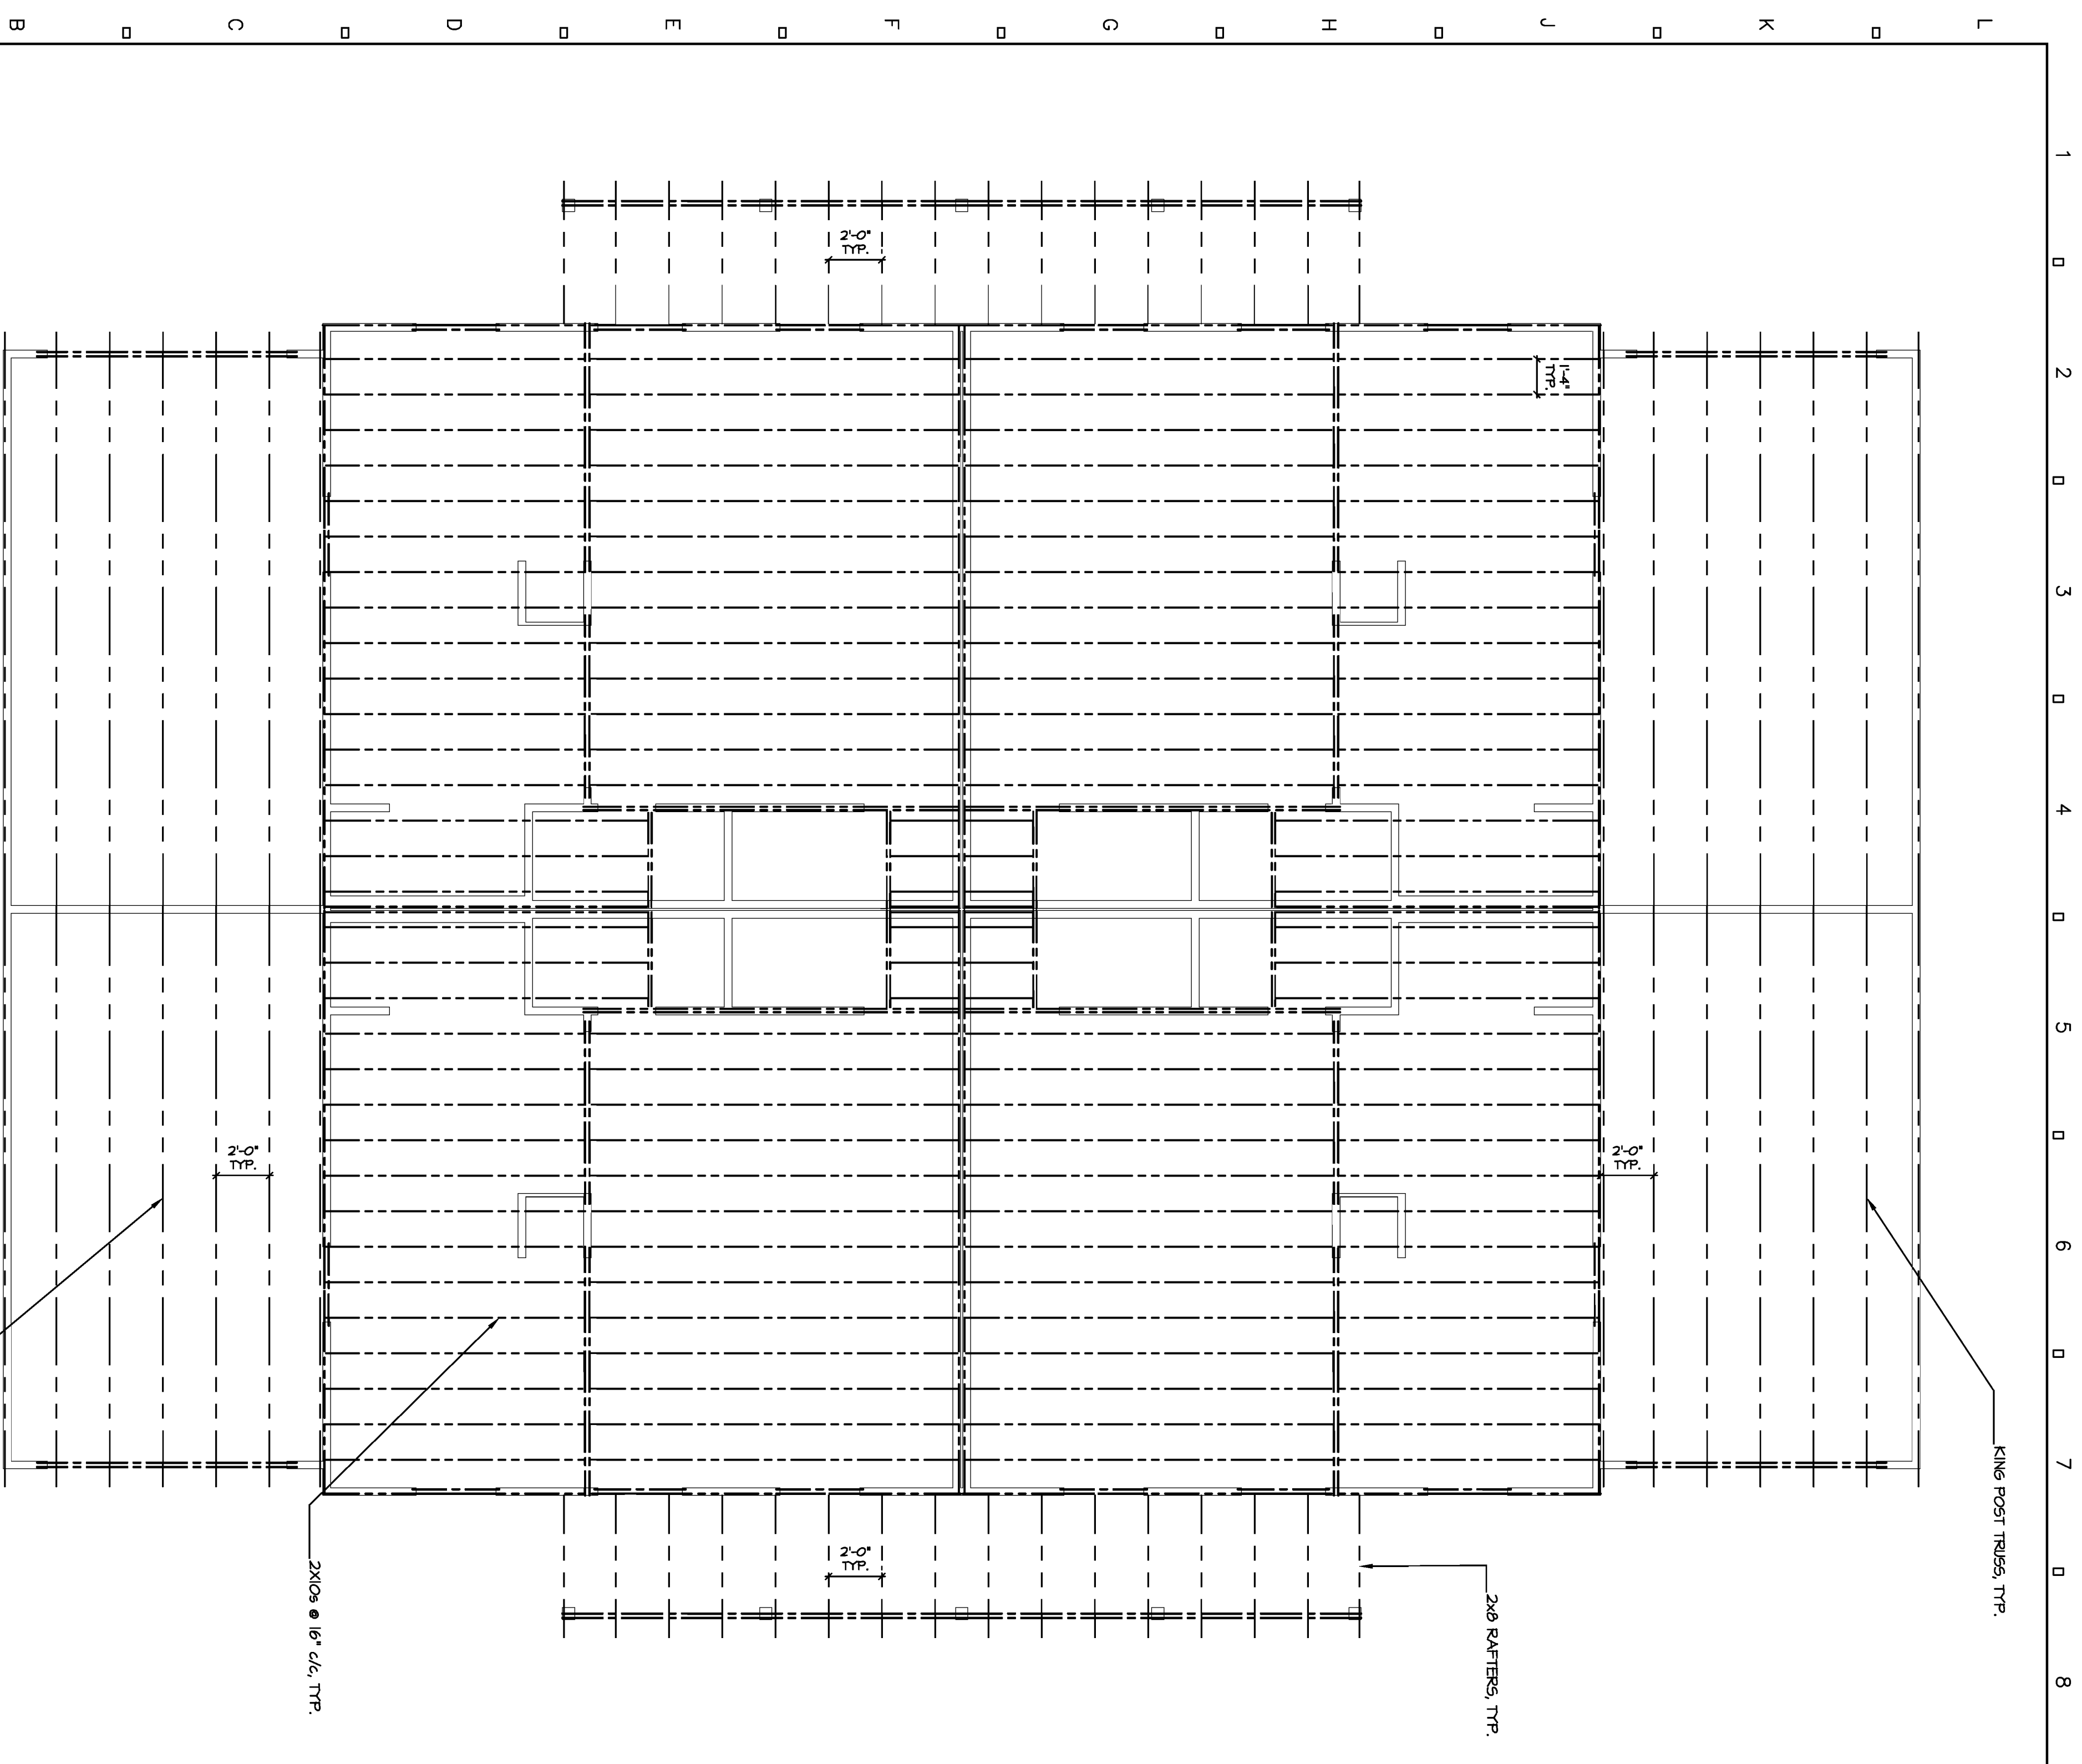 B
C
D
E
F
G
H
J
K
L
1
2
3
4
5
6
7
8
2'-0"
TYP.
1'-4"
TYP.
2'-0"
TYP.
2'-0"
TYP.
2'-0"
TYP.
KING POST TRUSS, TYP.
2x8 RAFTERS, TYP.
2X10s @ 16" c/c, TYP.